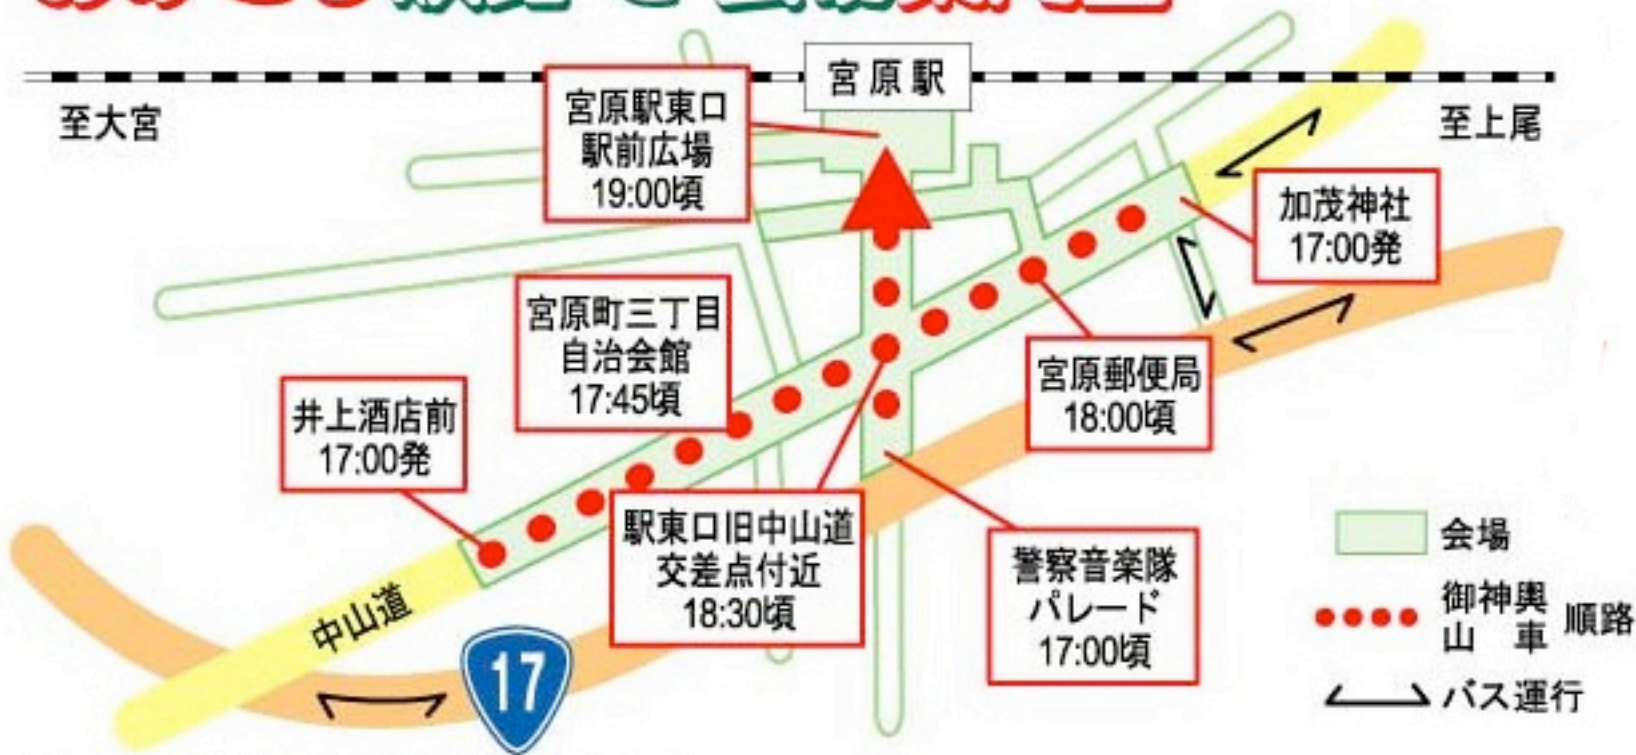 宮原駅
至大宮
至上尾
宮原駅東口
駅前広場
19:00頃
加茂神社
17:00発
宮原町三丁目
自治会館
17:45頃
宮原郵便局
18:00頃
井上酒店前
17:00発
駅東口旧中山道
交差点付近
18:30頃
警察音楽隊
パレード
17:00頃
中山道
17
会場
御神輿
山車
順路
バス運行